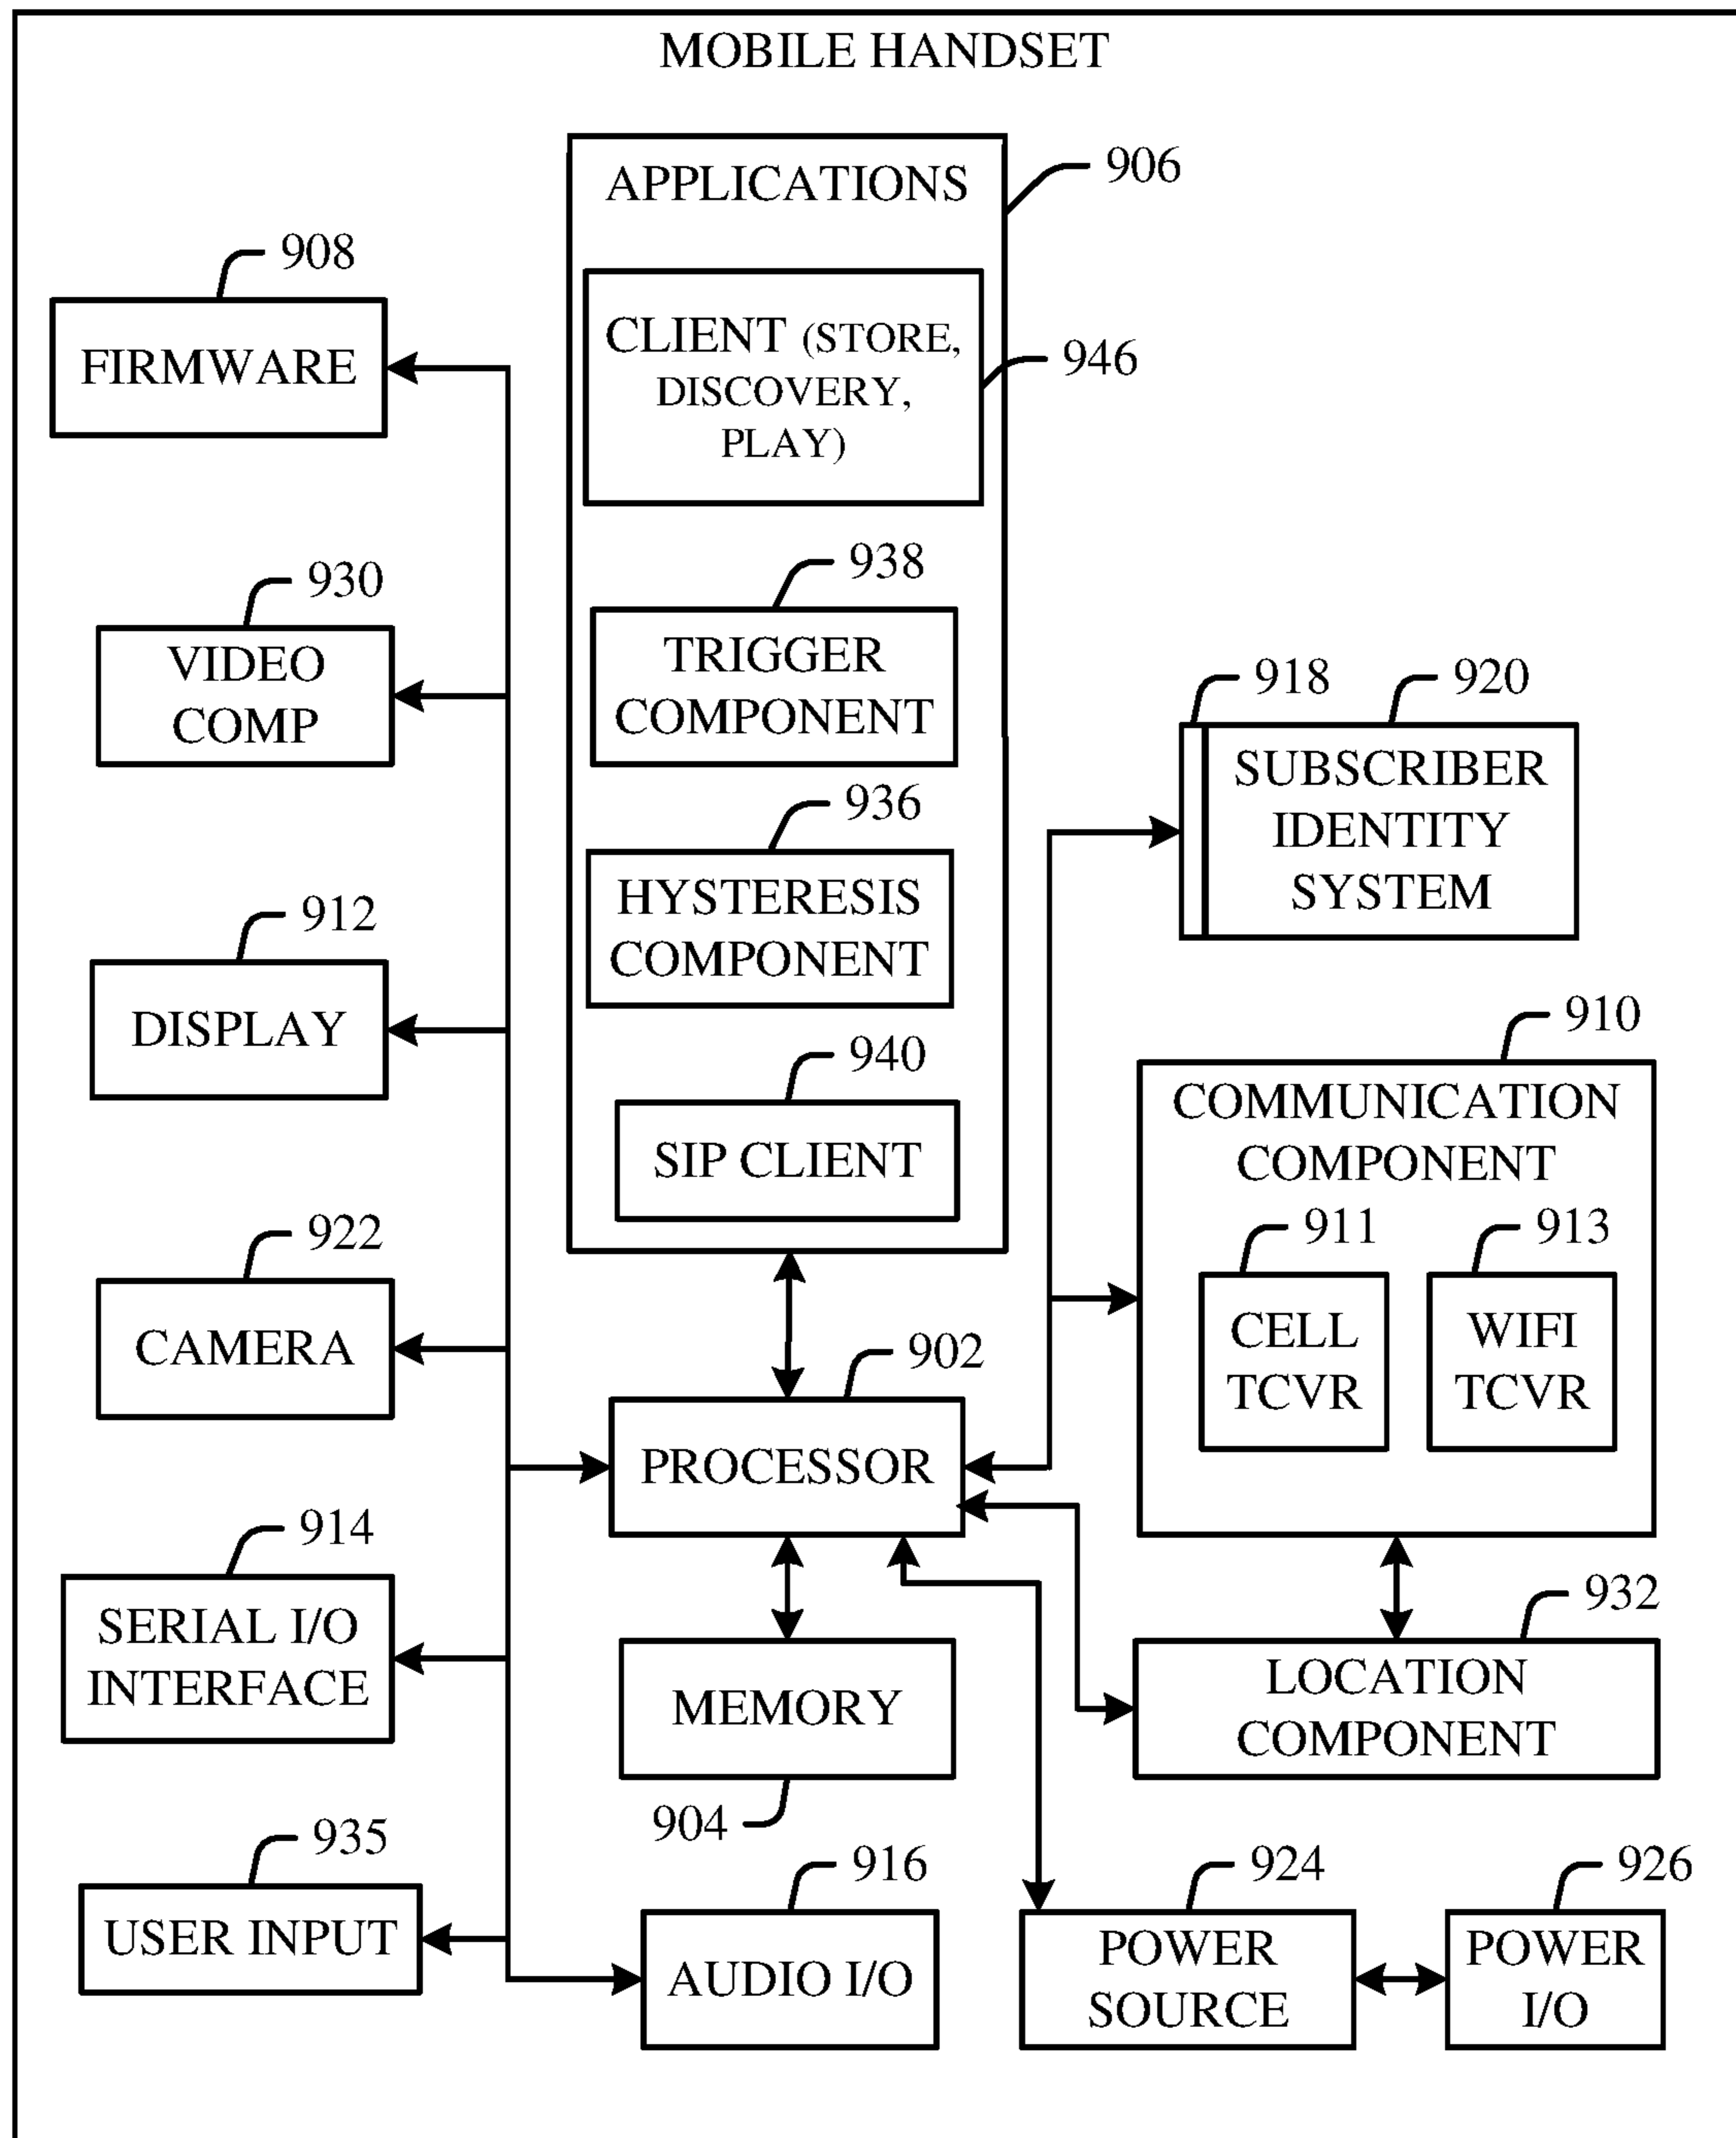 MOBILE HANDSET
APPLICATIONS
906
CLIENT (STORE,
DISCOVERY,
PLAY)
946
938
TRIGGER
COMPONENT
936
HYSTERESIS
COMPONENT
940
SIP CLIENT
908
FIRMWARE
930
VIDEO
COMP
912
DISPLAY
922
CAMERA
914
SERIAL I/O
INTERFACE
935
USER INPUT
902
PROCESSOR
MEMORY
904
916
AUDIO I/O
918
920
SUBSCRIBER
IDENTITY
SYSTEM
910
COMMUNICATION
COMPONENT
911
CELL
TCVR
913
WIFI
TCVR
932
LOCATION
COMPONENT
924
POWER
SOURCE
926
POWER
I/O